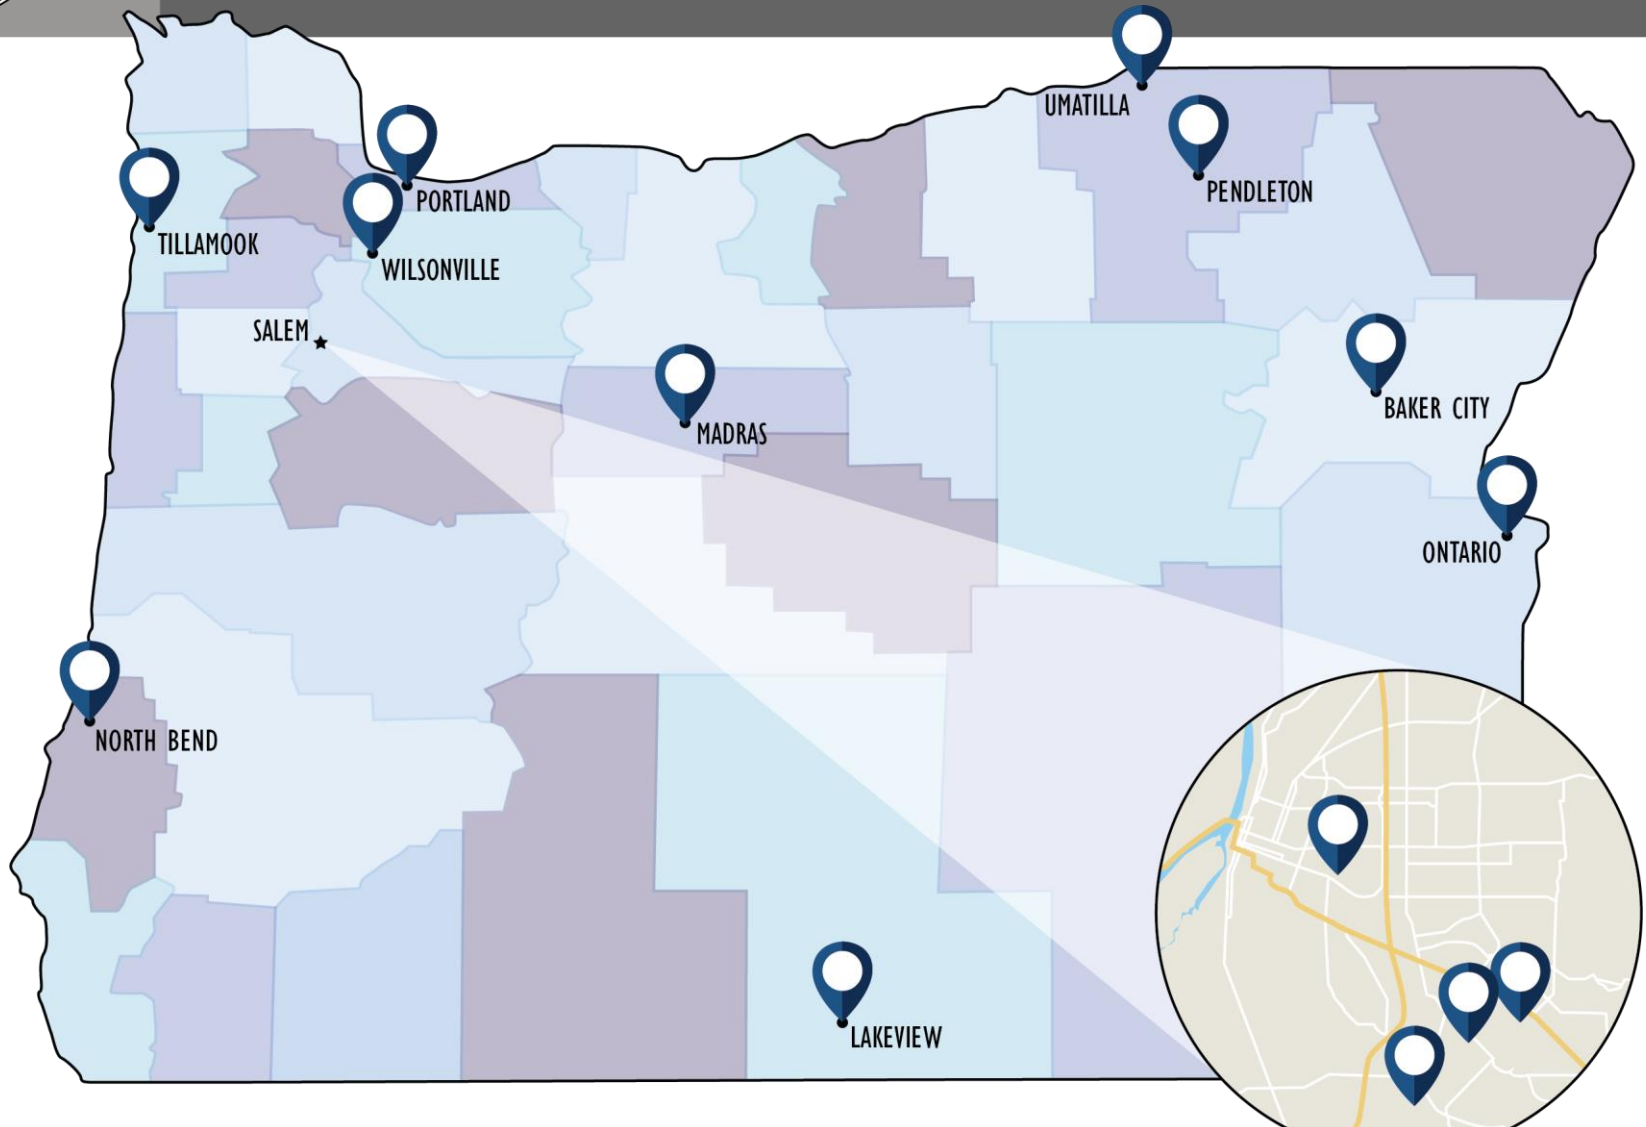 UMATILLA
PENDLETON
PORTLAND
TILLAMOOK
WILSONVILLE
SALEM
BAKER CITY
MADRAS
ONTARIO
NORTH BEND
LAKEVIEW